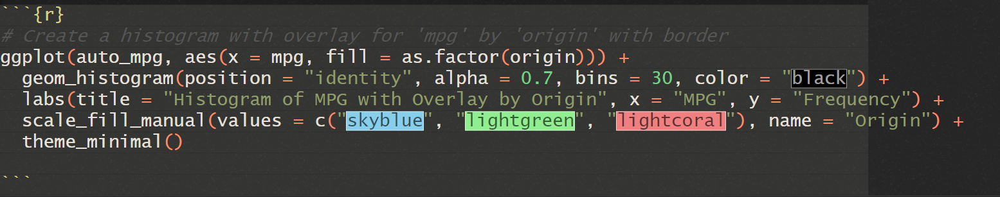 ```{r}
# Create a histogram with overlay for 'mpg' by 'origin' with border
ggplot(auto_mpg, aes(x = mpg, fill = as.factor(origin))) +
  geom_histogram(position = "identity", alpha = 0.7, bins = 30, color = "black") +
  labs(title = "Histogram of MPG with Overlay by Origin", x = "MPG", y = "Frequency") +
  scale_fill_manual(values = c("skyblue", "lightgreen", "lightcoral"), name = "Origin") +
  theme_minimal()

```